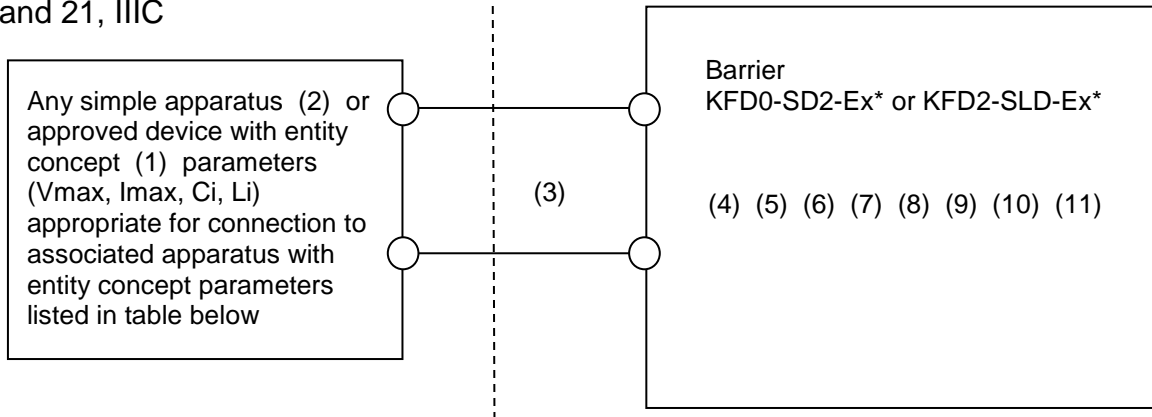 and 21, IIIC
Any simple apparatus (2) or
approved device with entity
concept (1) parameters
(Vmax, Imax, Ci, Li)
appropriate for connection to
associated apparatus with
entity concept parameters
listed in table below
(3)
Barrier
KFD0-SD2-Ex* or KFD2-SLD-Ex*
(4) (5) (6) (7) (8) (9) (10) (11)